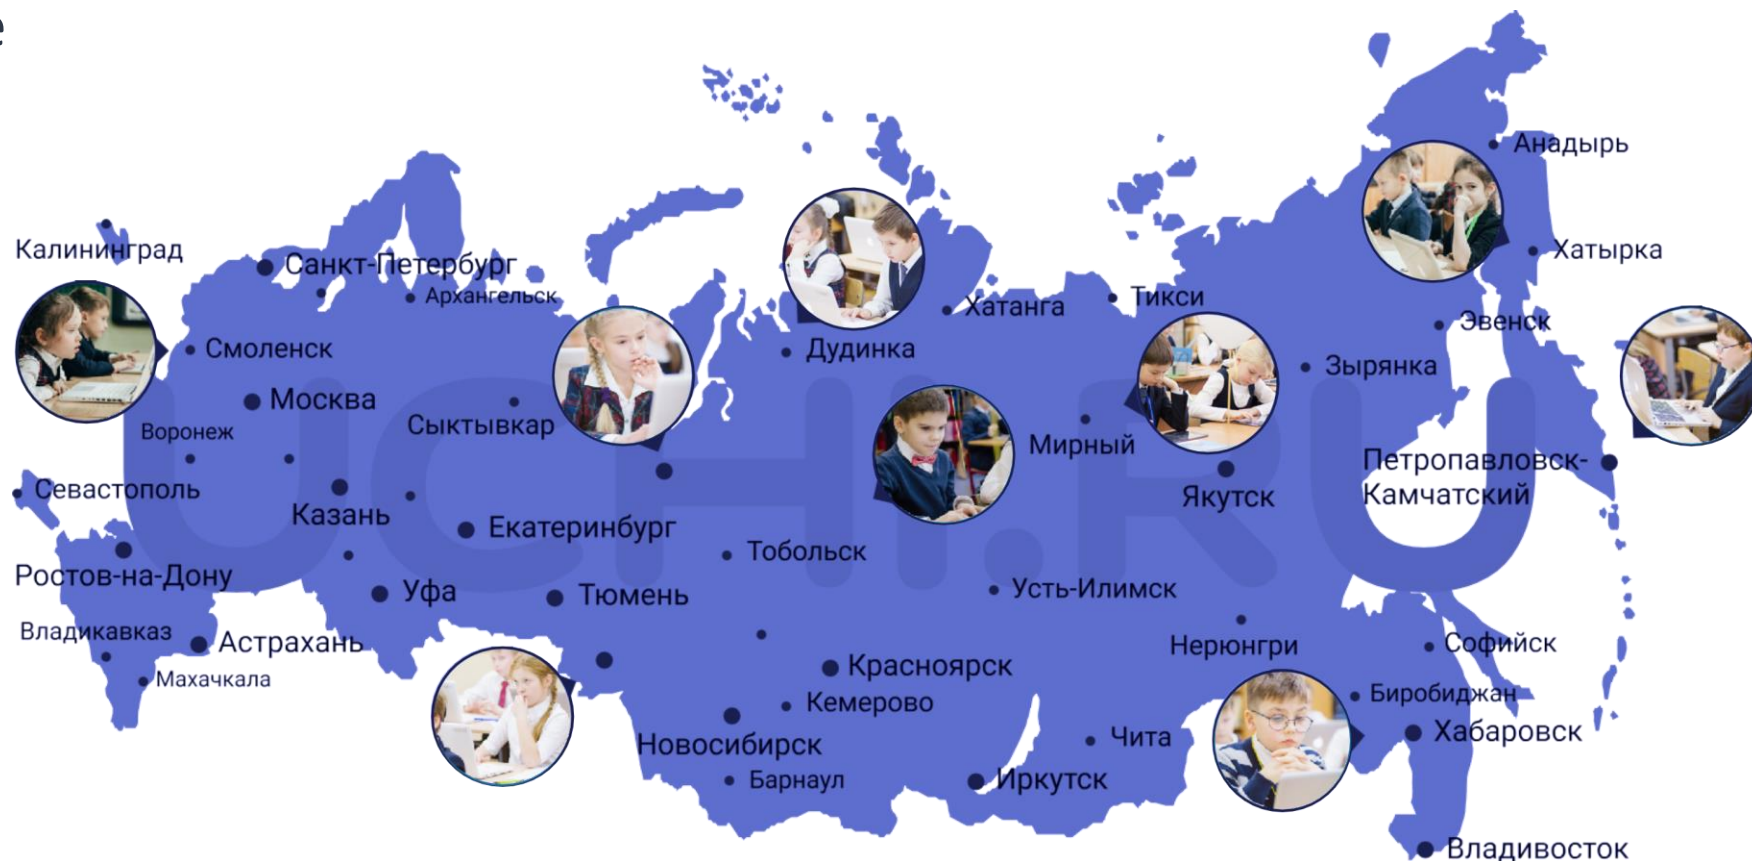 е
Анадырь
Калининград
Санкт-Петербург
Хатырка
Архангельск
Хатанга
Тикси
Эвенск
Смоленск
Дудинка
Зырянка
Москва
Сыктывкар
Воронеж
Мирный
Петропавловск-
Камчатский
Севастополь
Якутск
Казань
Екатеринбург
Тобольск
Ростов-на-Дону
Уфа
Тюмень
Усть-Илимск
Владикавказ
Астрахань
Нерюнгри
Софийск
Махачкала
Красноярск
Биробиджан
Кемерово
Хабаровск
Новосибирск
Чита
Барнаул
Иркутск
Владивосток
UCHI.RU